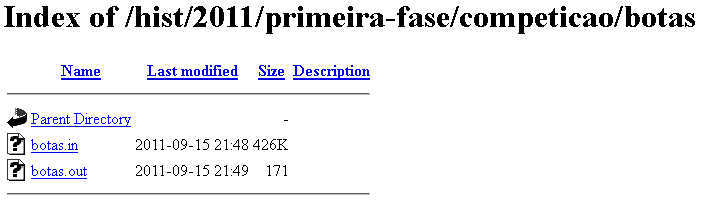 Index of /hist/2011/primeira-fase/competicao/botas
Name Last modified Size Description
Parent Directory -
botas.in 2011-09-15 21:48 426K
botas.out 2011-09-15 21:49 171